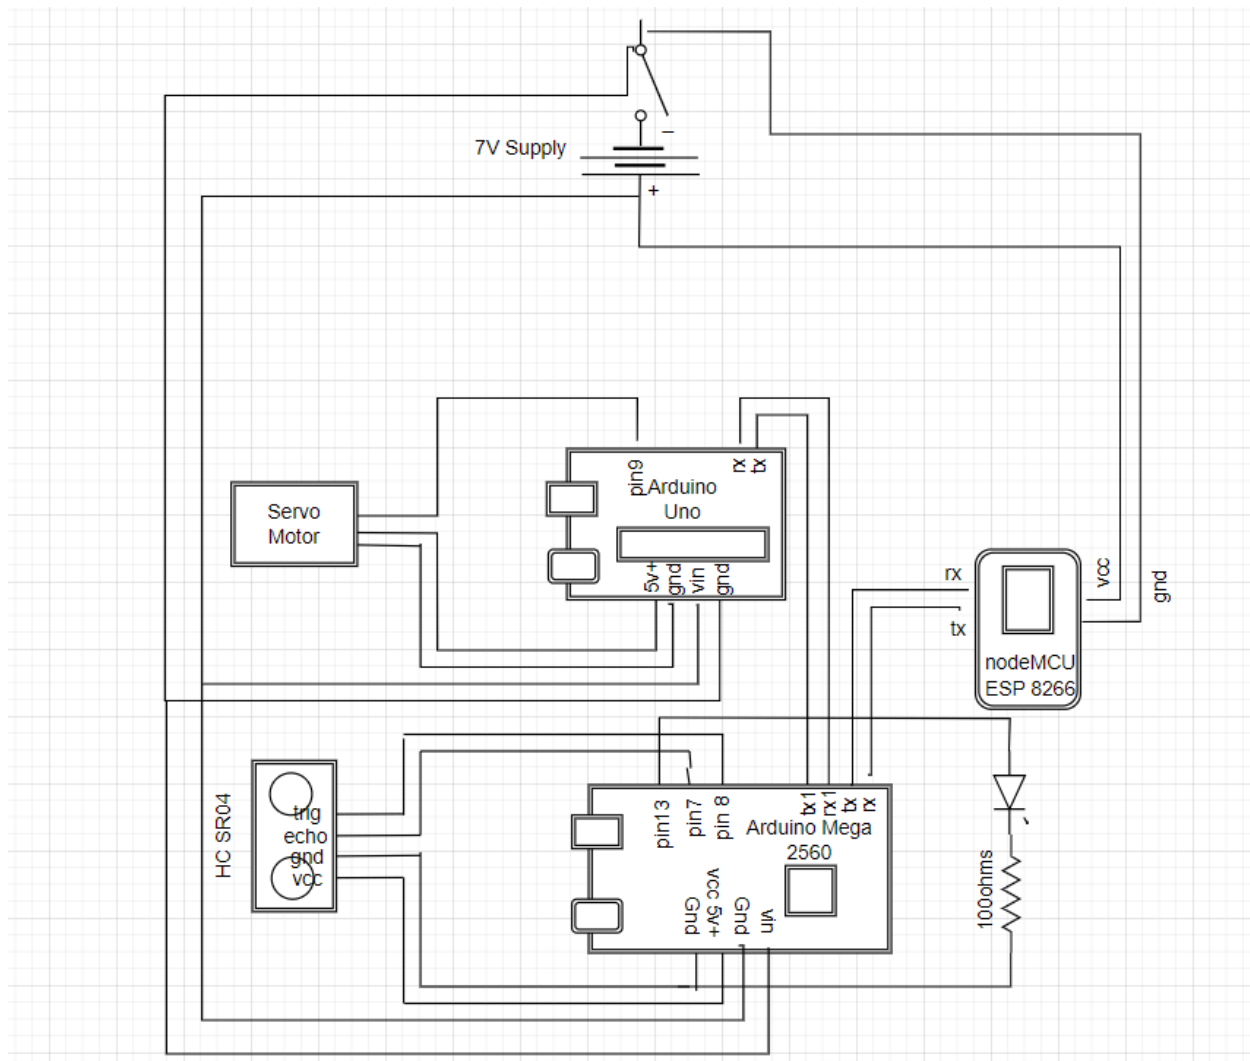 –
7V Supply
+
pin9
rx
tx
Arduino
Uno
Servo
Motor
5v+
gnd
vin
gnd
rx
tx
vcc
gnd
nodeMCU
ESP 8266
HC SR04
trig
echo
gnd
vcc
pin13
pin7
pin 8
tx1
rx1
tx
rx
Arduino Mega
2560
Gnd
vcc 5v+
Gnd
vin
100ohms